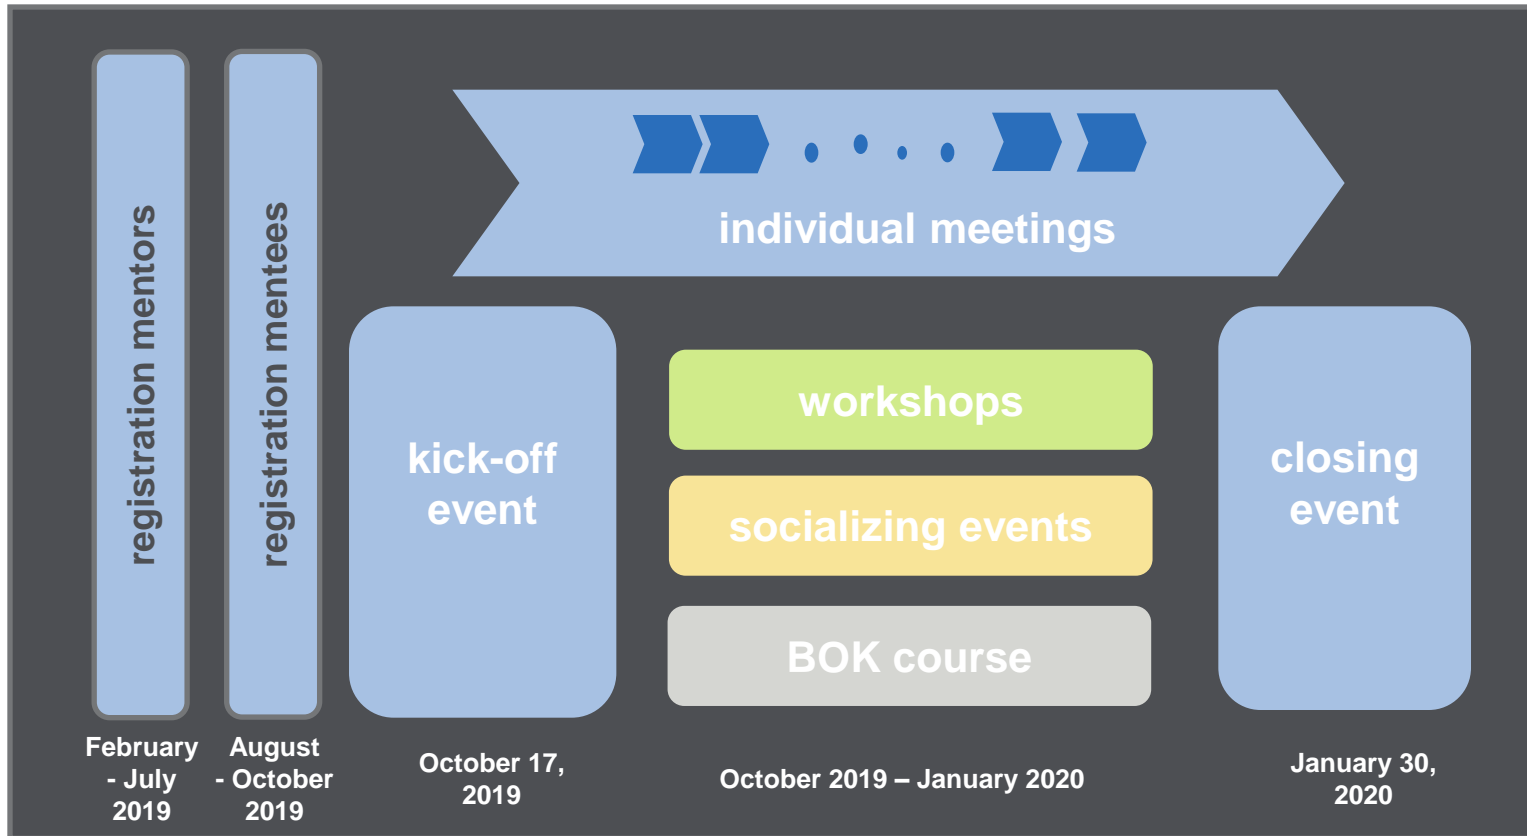 registration mentors
registration mentees
individual meetings
kick-off
event
workshops
socializing events
BOK course
closing
event
February
- July
2019
August
- October
2019
October 17,
2019
October 2019 – January 2020
January 30,
2020